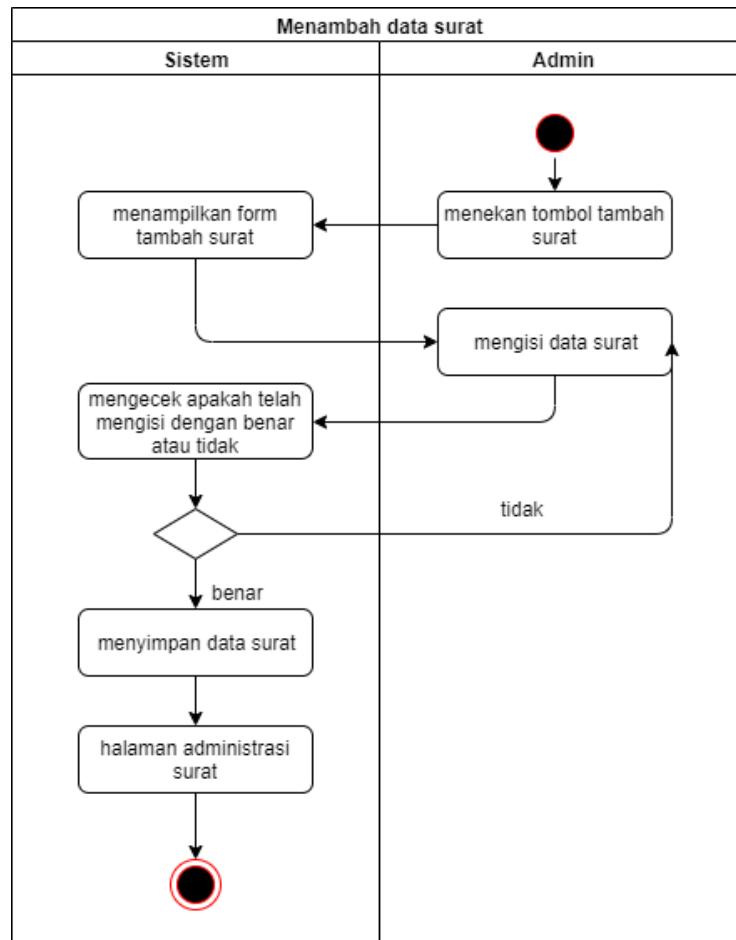 Menambah data surat
Sistem
Admin
menampilkan form
tambah surat
menekan tombol tambah
surat
mengisi data surat
mengecek apakah telah
mengisi dengan benar
atau tidak
tidak
benar
menyimpan data surat
halaman administrasi
surat